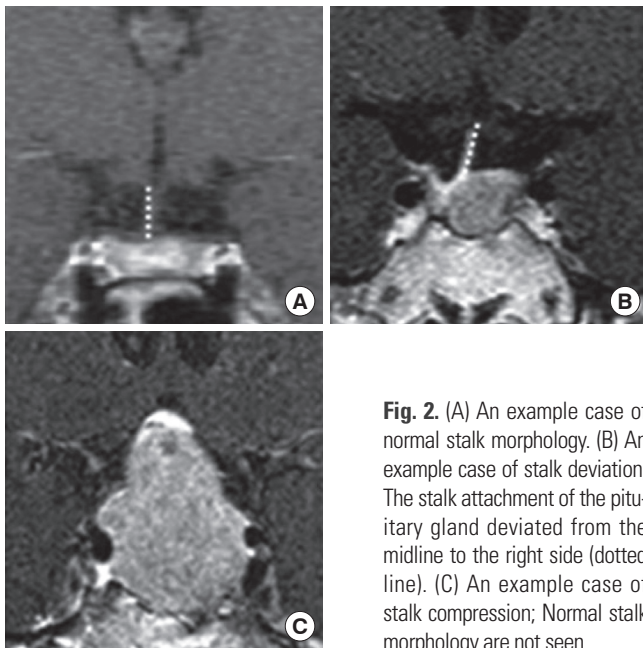 A
B
C
Fig. 2. (A) An example case of
normal stalk morphology. (B) An
example case of stalk deviation
The stalk attachment of the pitu-
itary gland deviated from the
midline to the right side (dotted
line). (C) An example case of
stalk compression; Normal stalk
morphology are not seen